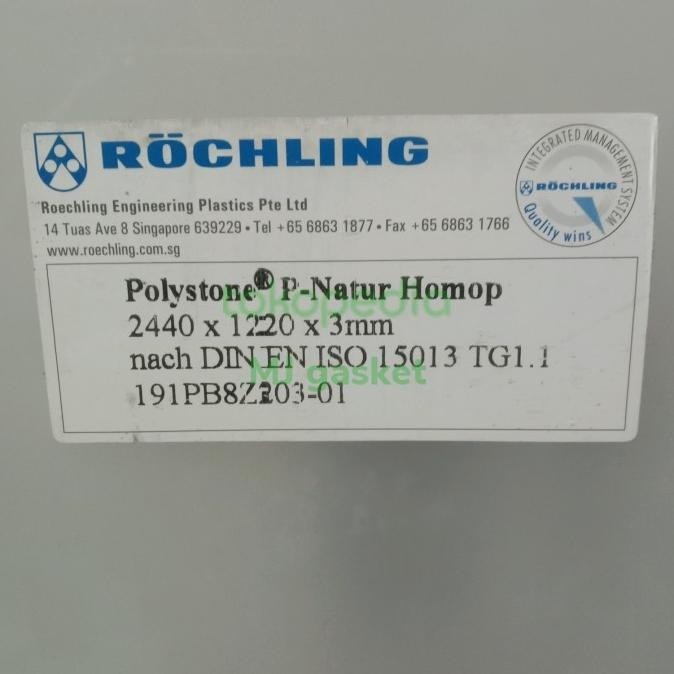 RÖCHLING
Roechling Engineering Plastics Pte Ltd
14 Tuas Ave 8 Singapore 639229 • Tel +65 6863 1877 • Fax +65 6863 1766
www.roechling.com.sg
INTEGRATED MANAGEMENT SYSTEM
RÖCHLING
Quality wins
Polystone® P-Natur Homop
tokopedia
2440 x 1220 x 3mm
nach DIN EN ISO 15013 TG1.1
MJ gasket